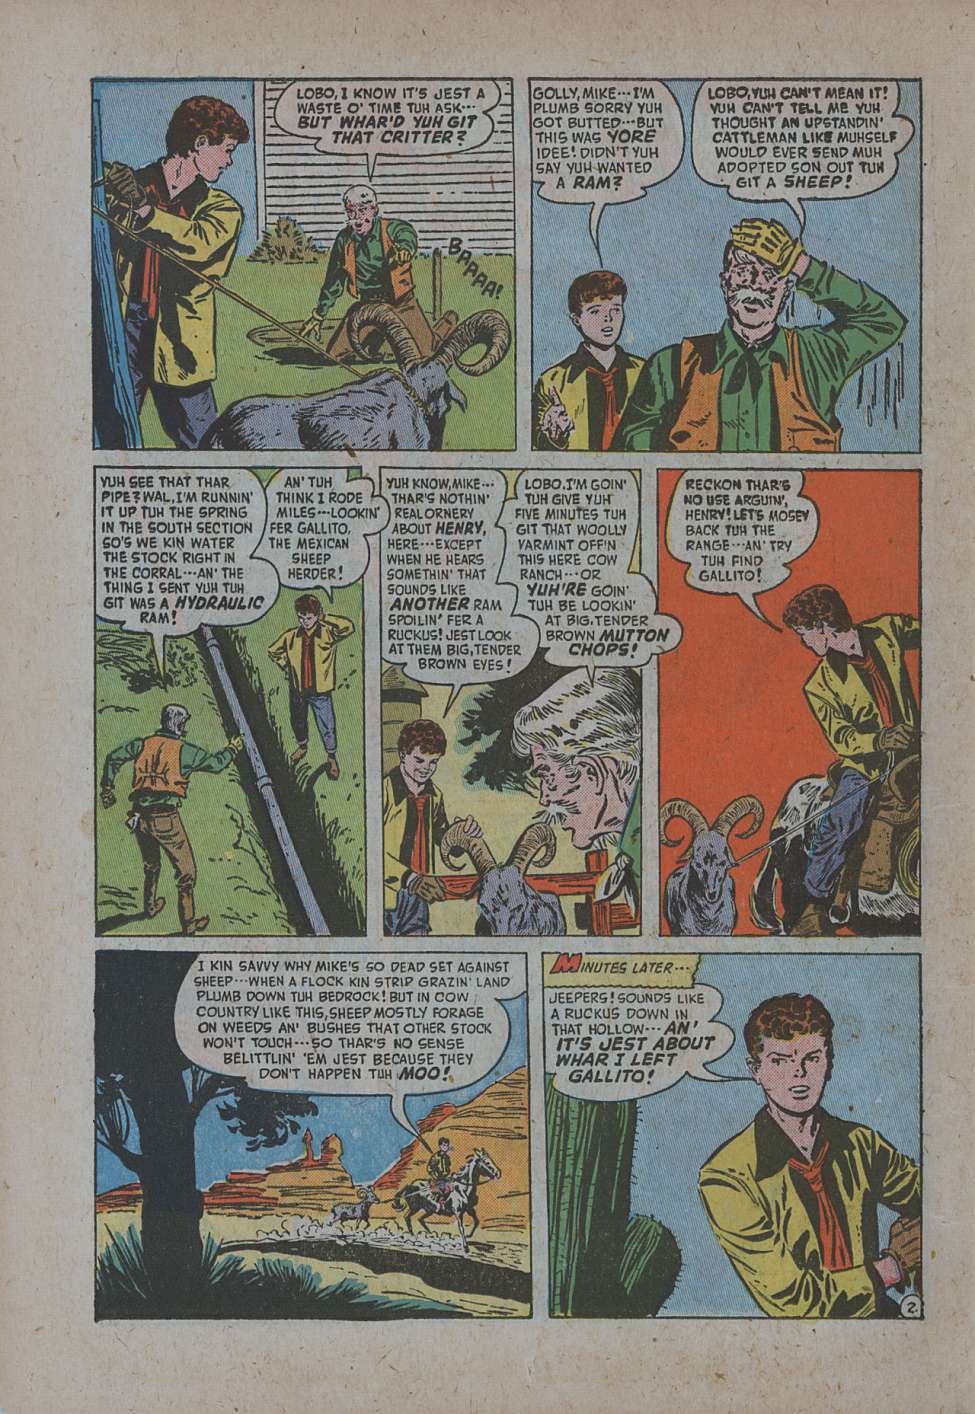 LOBO, I KNOW IT'S JEST A
WASTE O' TIME TUH ASK---
BUT WHAR'D YUH GIT
THAT CRITTER?
BAAAA!
GOLLY, MIKE---I'M
PLUMB SORRY YUH
GOT BUTTED---BUT
THIS WAS YORE
IDEE! DIDN'T YUH
SAY YUH WANTED
A RAM?
LOBO, YUH CAN'T MEAN IT!
YUH CAN'T TELL ME YUH
THOUGHT AN UPSTANDIN'
CATTLEMAN LIKE MUHSELF
WOULD EVER SEND MUH
ADOPTED SON OUT TUH
GIT A SHEEP!
YUH SEE THAT THAR
PIPE? WAL, I'M RUNNIN'
IT UP TUH THE SPRING
IN THE SOUTH SECTION
SO'S WE KIN WATER
THE STOCK RIGHT IN
THE CORRAL---AN' THE
THING I SENT YUH TUH
GIT WAS A HYDRAULIC
RAM!
AN' TUH
THINK I RODE
MILES---LOOKIN'
FER GALLITO,
THE MEXICAN
SHEEP
HERDER!
YUH KNOW, MIKE---
THAR'S NOTHIN'
REAL ORNERY
ABOUT HENRY,
HERE---EXCEPT
WHEN HE HEARS
SOMETHIN' THAT
SOUNDS LIKE
ANOTHER RAM
SPOILIN' FER A
RUCKUS! JEST LOOK
AT THEM BIG, TENDER
BROWN EYES!
LOBO, I'M GOIN'
TUH GIVE YUH
FIVE MINUTES TUH
GIT THAT WOOLLY
VARMINT OFF'N
THIS HERE COW
RANCH---OR
YUH'RE GOIN'
TUH BE LOOKIN'
AT BIG, TENDER
BROWN MUTTON
CHOPS!
RECKON THAR'S
NO USE ARGUIN',
HENRY! LET'S MOSEY
BACK TUH THE
RANGE---AN' TRY
TUH FIND
GALLITO!
I KIN SAVVY WHY MIKE'S SO DEAD SET AGAINST
SHEEP---WHEN A FLOCK KIN STRIP GRAZIN' LAND
PLUMB DOWN TUH BEDROCK! BUT IN COW
COUNTRY LIKE THIS, SHEEP MOSTLY FORAGE
ON WEEDS AN' BUSHES THAT OTHER STOCK
WON'T TOUCH---SO THAR'S NO SENSE
BELITTLIN' 'EM JEST BECAUSE THEY
DON'T HAPPEN TUH MOO!
MINUTES LATER---
JEEPERS! SOUNDS LIKE
A RUCKUS DOWN IN
THAT HOLLOW---AN'
IT'S JEST ABOUT
WHAR I LEFT
GALLITO!
2